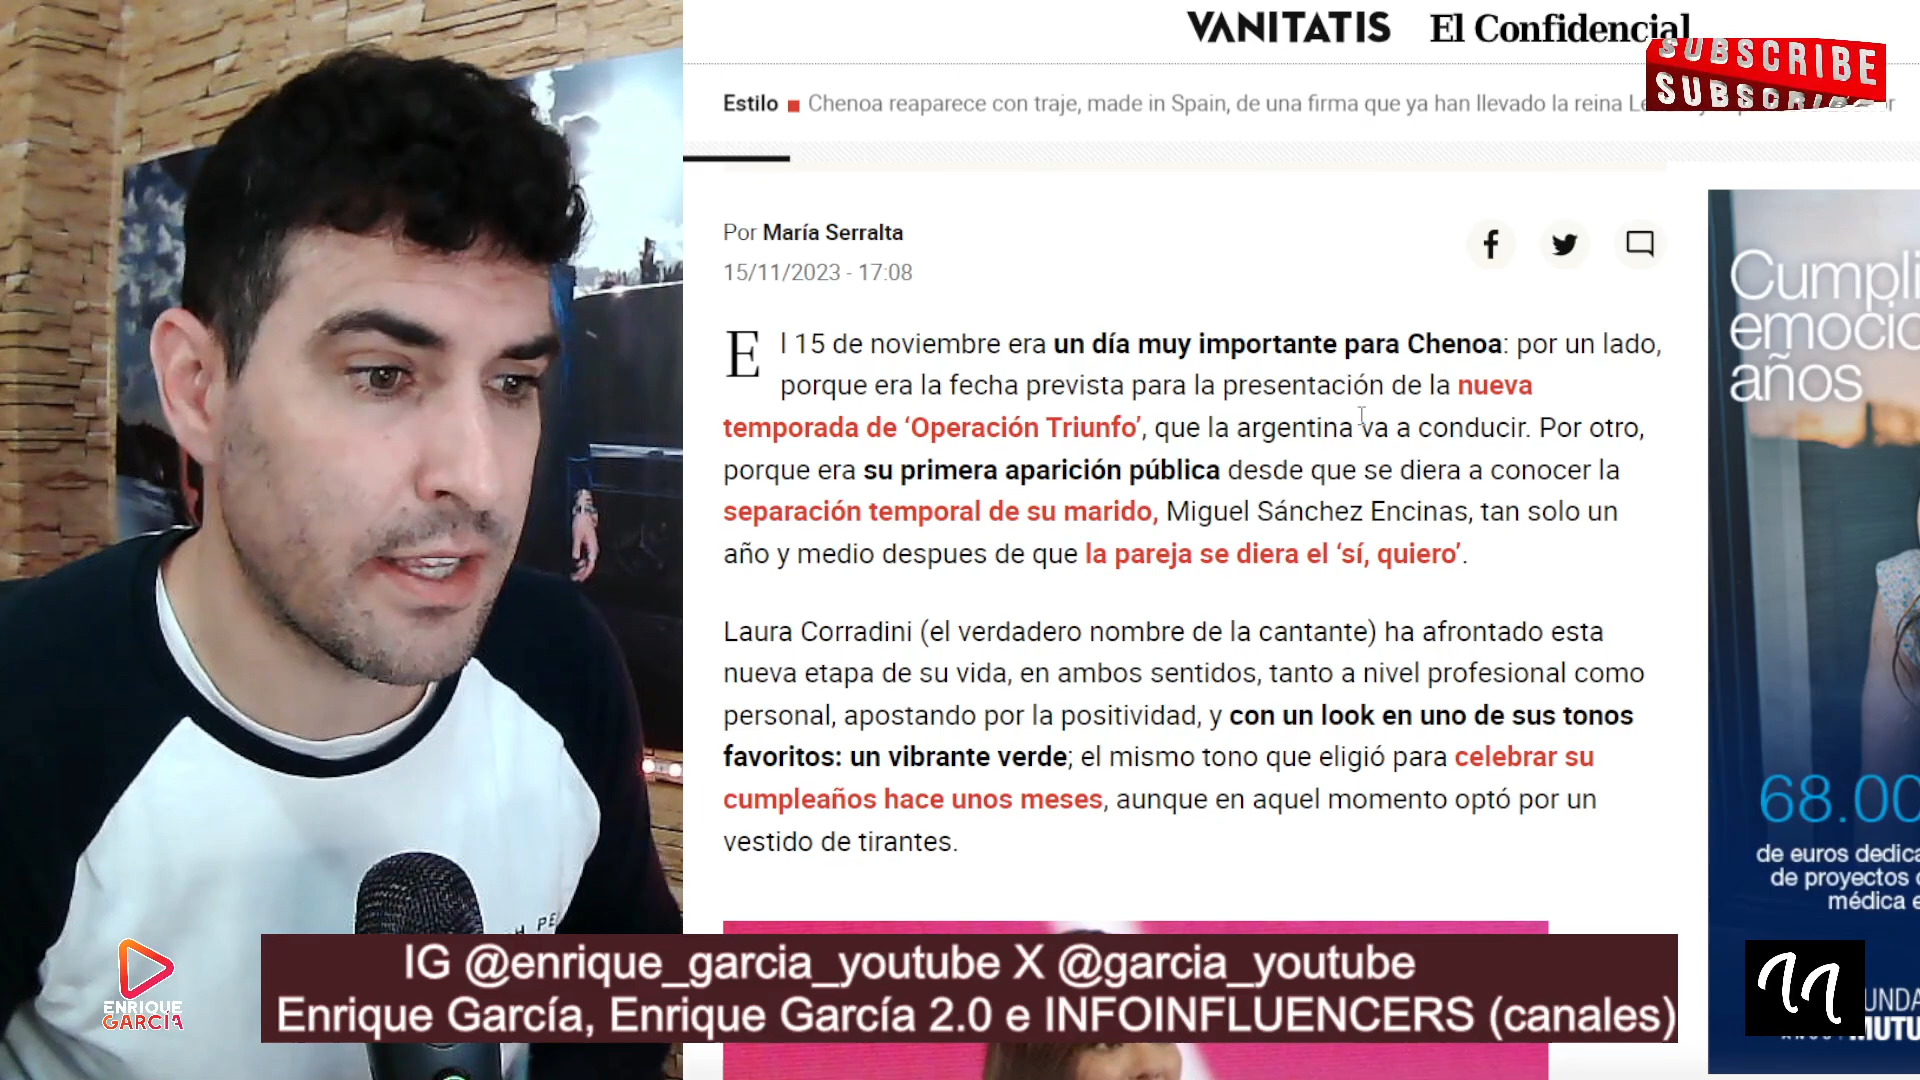 VANITATIS El Confidencial
SUBSCRIBE
SUBSCRIBE
Estilo Chenoa reaparece con traje, made in Spain, de una firma que ya han llevado la reina
Por María Serralta
15/11/2023 - 17:08
El 15 de noviembre era un día muy importante para Chenoa: por un lado,
porque era la fecha prevista para la presentación de la nueva
temporada de ‘Operación Triunfo’, que la argentina va a conducir. Por otro,
porque era su primera aparición pública desde que se diera a conocer la
separación temporal de su marido, Miguel Sánchez Encinas, tan solo un
año y medio despues de que la pareja se diera el ‘sí, quiero’.
Laura Corradini (el verdadero nombre de la cantante) ha afrontado esta
nueva etapa de su vida, en ambos sentidos, tanto a nivel profesional como
personal, apostando por la positividad, y con un look en uno de sus tonos
favoritos: un vibrante verde; el mismo tono que eligió para celebrar su
cumpleaños hace unos meses, aunque en aquel momento optó por un
vestido de tirantes.
Cumpli
emocio
años
68.00
de euros dedica
de proyectos
médica e
IG @enrique_garcia_youtube X @garcia_youtube
Enrique García, Enrique García 2.0 e INFOINFLUENCERS (canales)
ENRIQUE
GARCÍA
UNDA
MUTU